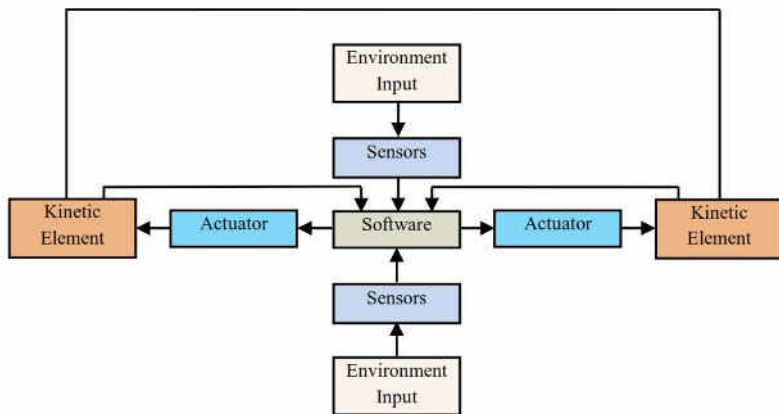 Environment
Input
Sensors
Kinetic
Element
Actuator
Software
Actuator
Kinetic
Element
Sensors
Environment
Input